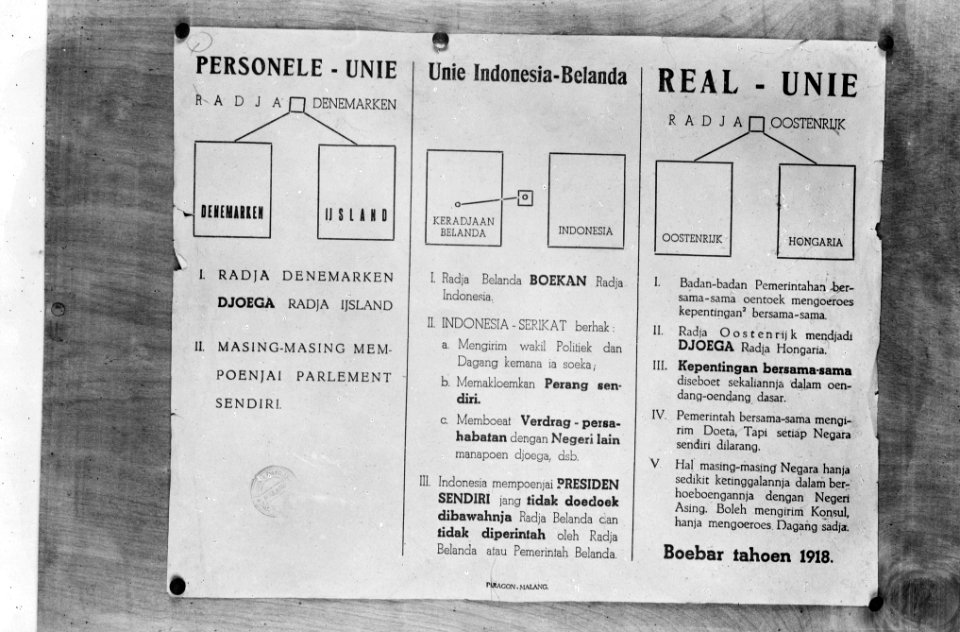 PERSONELE - UNIE
RADJA DENEMARKEN
DENEMARKEN
IJSLAND
I. RADJA DENEMARKEN
DJOEGA RADJA IJSLAND
II. MASING-MASING MEM-
POENJAI PARLEMENT
SENDIRI.
Unie Indonesia-Belanda
KERADJAAN
BELANDA
INDONESIA
I. Radja Belanda BOEKAN Radja
Indonesia.
II. INDONESIA-SERIKAT berhak:
a. Mengirim wakil Politiek dan
Dagang kemana ia soeka;
b. Memakloemkan Perang sen-
diri.
c. Memboeat Verdrag-persa-
habatan dengan Negeri lain
manapoen djoega, dsb.
III. Indonesia mempoenjai PRESIDEN
SENDIRI jang tidak doedoek
dibawahnja Radja Belanda dan
tidak diperintah oleh Radja
Belanda atau Pemerintah Belanda.
REAL - UNIE
RADJA OOSTENRIJK
OOSTENRIJK
HONGARIA
I. Badan-badan Pemerintahan ber-
sama-sama oentoek mengoeroes
kepentingan² bersama-sama.
II. Radja Oostenrijk mendjadi
DJOEGA Radja Hongaria.
III. Kepentingan bersama-sama
diseboet sekaliannja dalam oen-
dang-oendang dasar.
IV. Pemerintah bersama-sama mengi-
rim Doeta, Tapi setiap Negara
sendiri dilarang.
V Hal masing-masing Negara hanja
sedikit ketinggalannja dalam ber-
hoeboengannja dengan Negeri
Asing. Boleh mengirim Konsul,
hanja mengoeroes Dagang sadja.
Boebar tahoen 1918.
PARAGON-MALANG.